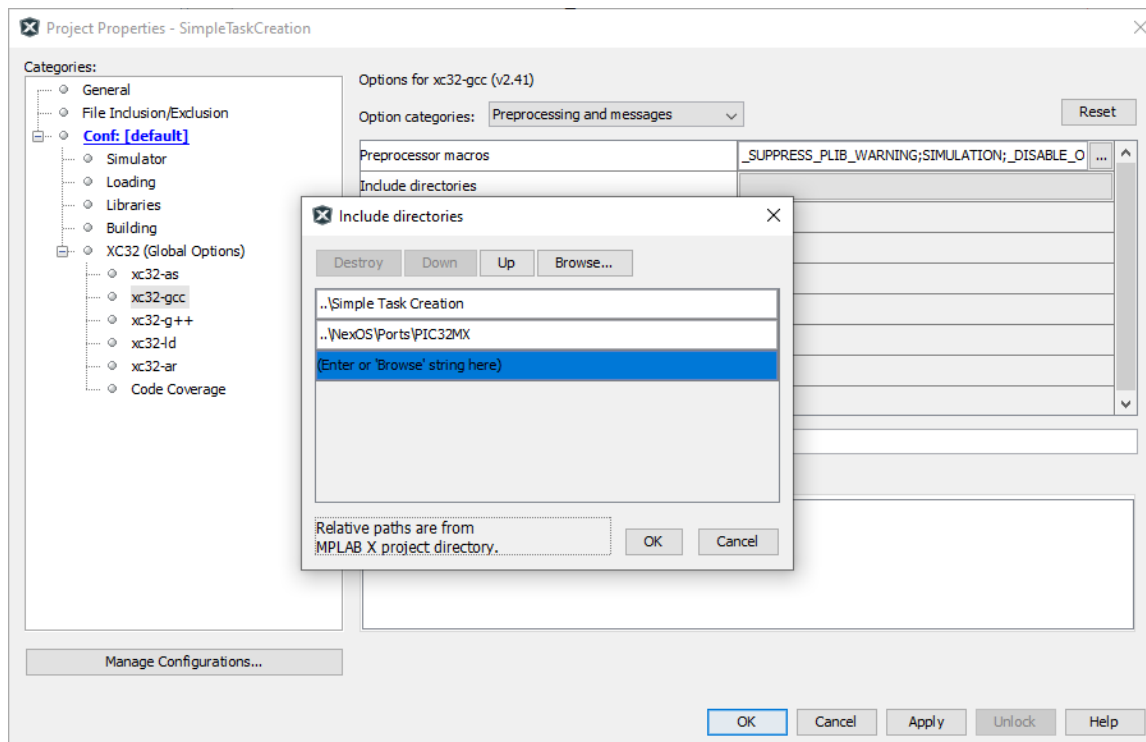 Project Properties - SimpleTaskCreation
Categories:
General
File Inclusion/Exclusion
Conf: [default]
Simulator
Loading
Libraries
Building
XC32 (Global Options)
xc32-as
xc32-gcc
xc32-g++
xc32-ld
xc32-ar
Code Coverage
Manage Configurations...
Options for xc32-gcc (v2.41)
Option categories: Preprocessing and messages Reset
Preprocessor macros _SUPPRESS_PLIB_WARNING;SIMULATION;_DISABLE_O ...
Include directories
Include directories
Destroy Down Up Browse...
..\Simple Task Creation
..\NexOS\Ports\PIC32MX
(Enter or 'Browse' string here)
Relative paths are from
MPLAB X project directory.
OK Cancel
OK Cancel Apply Unlock Help